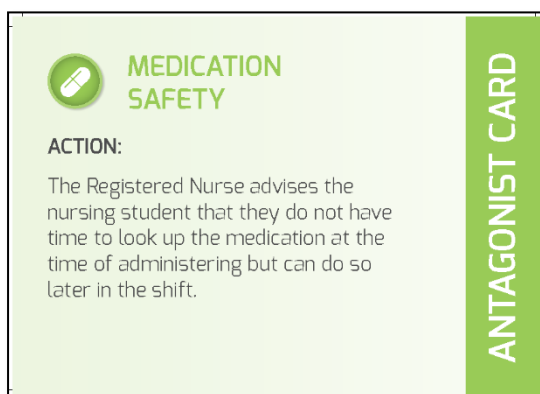 MEDICATION
SAFETY
ACTION:
The Registered Nurse advises the
nursing student that they do not have
time to look up the medication at the
time of administering but can do so
later in the shift.
ANTAGONIST CARD